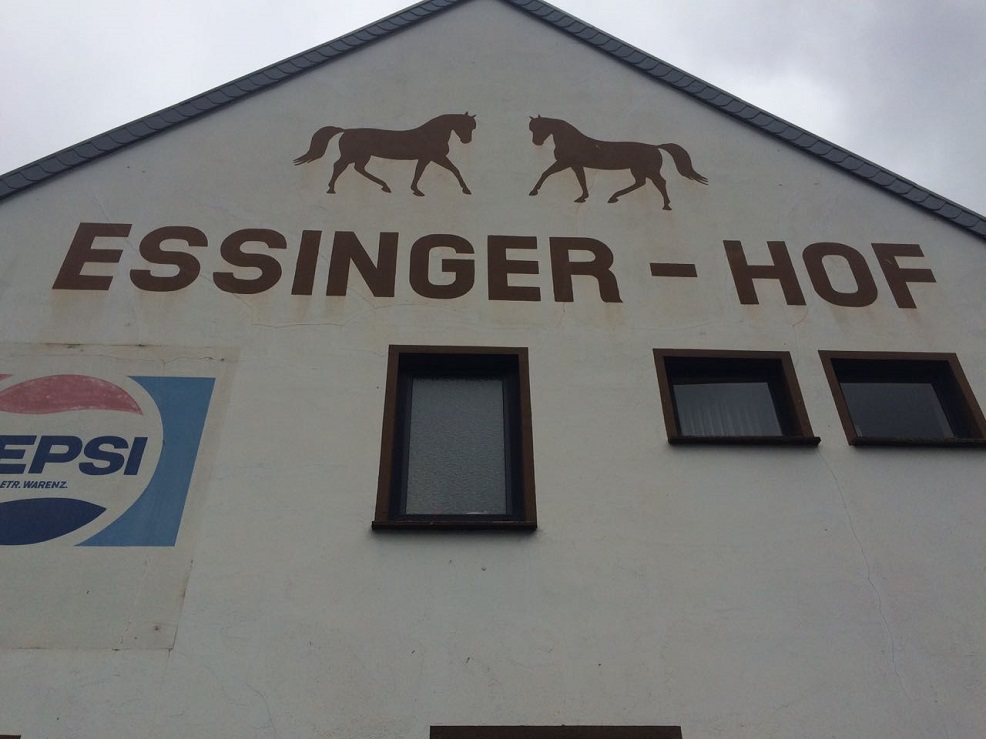 ESSINGER - HOF
EPSI
ETR. WARENZ.